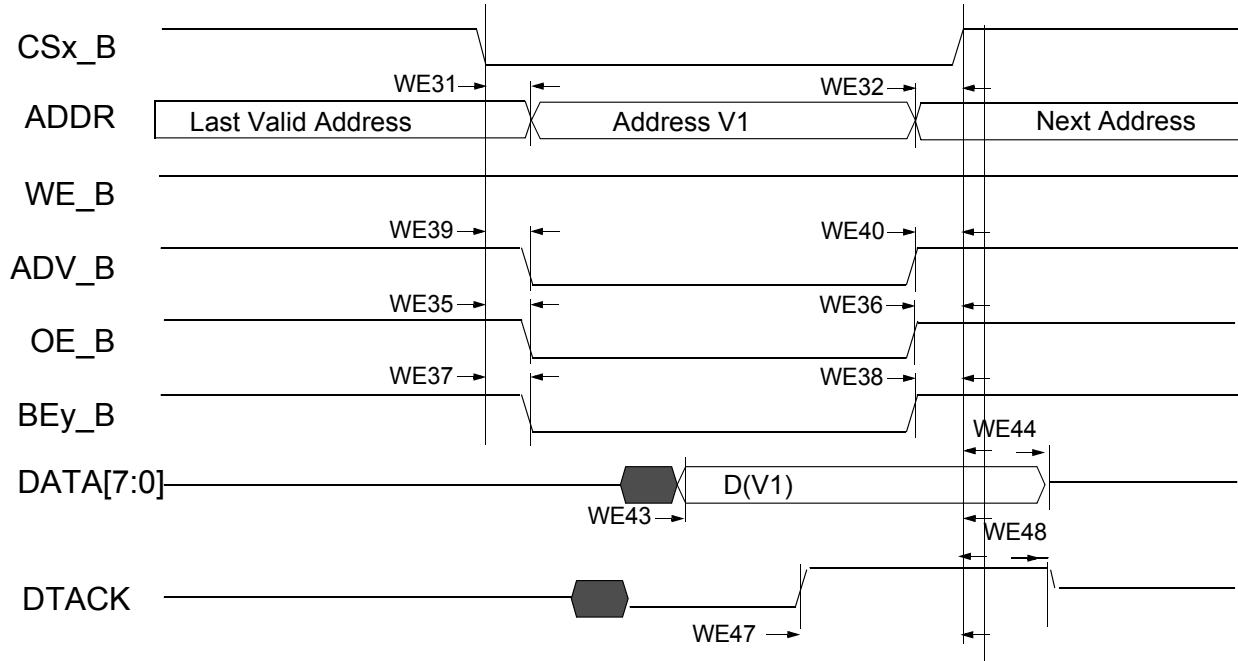 CSx_B
WE31
WE32
ADDR
Last Valid Address
Address V1
Next Address
WE_B
WE39
WE40
ADV_B
WE35
WE36
OE_B
WE37
WE38
BEy_B
WE44
DATA[7:0]
D(V1)
WE43
WE48
DTACK
WE47